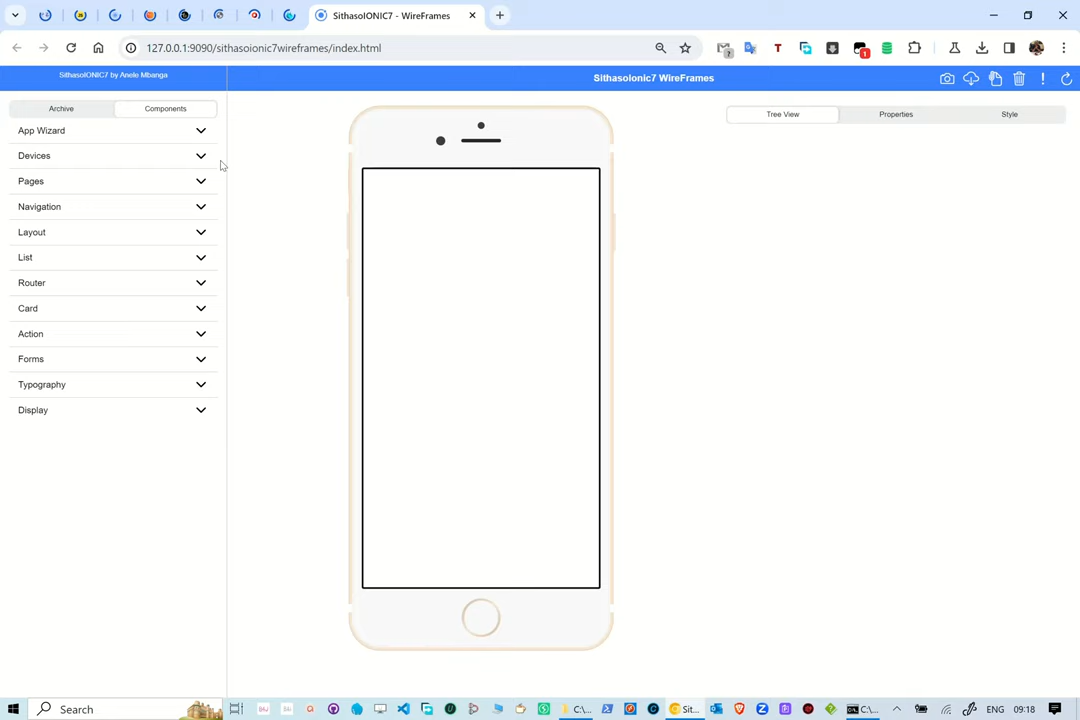 SithasoIONIC7 - WireFrames
127.0.0.1:9090/sithasoionic7wireframes/index.html
SithasoIONIC7 by Anele Mbanga
SithasoIonic7 WireFrames
Archive
Components
Tree View
Properties
Style
App Wizard
Devices
Pages
Navigation
Layout
List
Router
Card
Action
Forms
Typography
Display
Search
C:\...
Sit...
C:\...
ENG
09:18